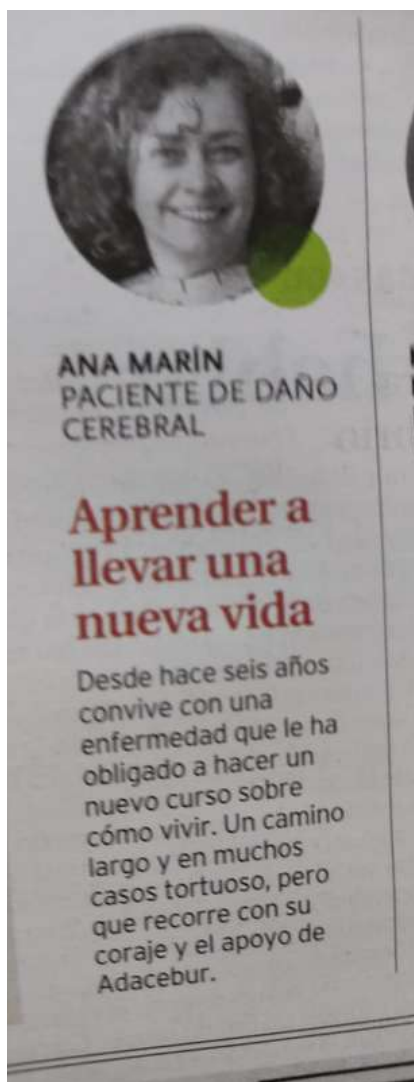 ANA MARÍN
PACIENTE DE DAÑO
CEREBRAL
Aprender a
llevar una
nueva vida
Desde hace seis años
convive con una
enfermedad que le ha
obligado a hacer un
nuevo curso sobre
cómo vivir. Un camino
largo y en muchos
casos tortuoso, pero
que recorre con su
coraje y el apoyo de
Adacebur.